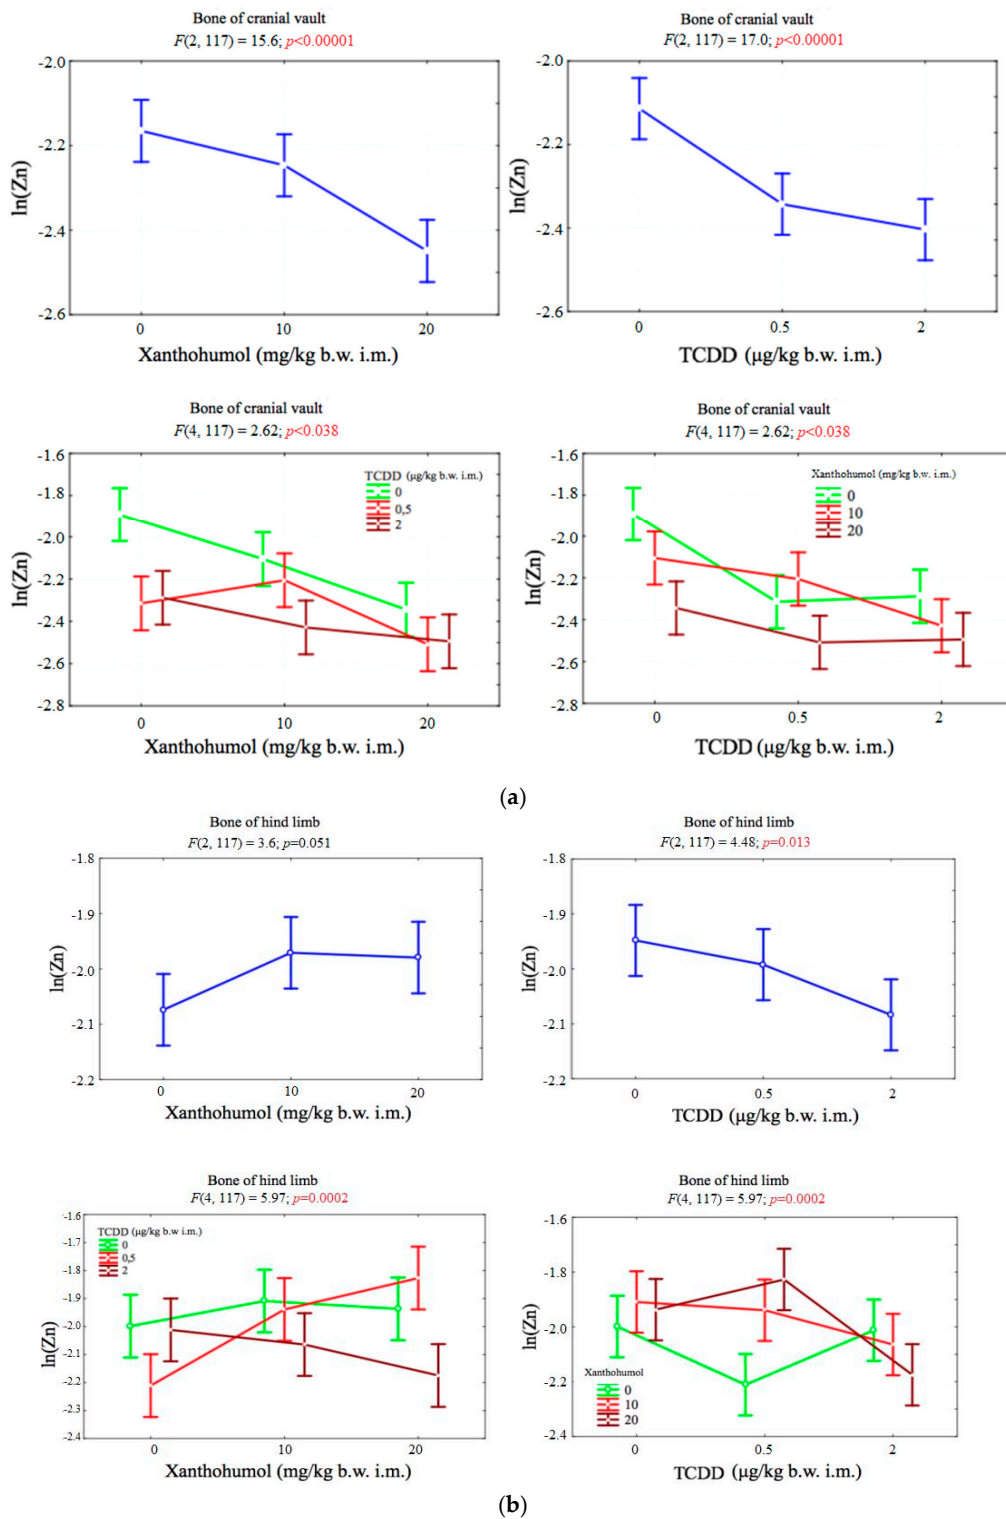 Bone of cranial vault
F(2, 117) = 15.6; p<0.00001
-2.0
-2.2
-2.4
-2.6
ln(Zn)
0
10
20
Xanthohumol (mg/kg b.w. i.m.)
Bone of cranial vault
F(2, 117) = 17.0; p<0.00001
-2.0
-2.2
-2.4
-2.6
ln(Zn)
0
0.5
2
TCDD (µg/kg b.w. i.m.)
Bone of cranial vault
F(4, 117) = 2.62; p<0.038
-1.6
-1.8
-2.0
-2.2
-2.4
-2.6
-2.8
ln(Zn)
TCDD (µg/kg b.w. i.m.)
0
0,5
2
0
10
20
Xanthohumol (mg/kg b.w. i.m.)
Bone of cranial vault
F(4, 117) = 2.62; p<0.038
-1.6
-1.8
-2.0
-2.2
-2.4
-2.6
-2.8
ln(Zn)
Xanthohumol (mg/kg b.w. i.m.)
0
10
20
0
0.5
2
TCDD (µg/kg b.w. i.m.)
(a)
Bone of hind limb
F(2, 117) = 3.6; p=0.051
-1.8
-1.9
-2.0
-2.1
-2.2
ln(Zn)
0
10
20
Xanthohumol (mg/kg b.w. i.m.)
Bone of hind limb
F(2, 117) = 4.48; p=0.013
-1.8
-1.9
-2.0
-2.1
-2.2
ln(Zn)
0
0.5
2
TCDD (µg/kg b.w. i.m.)
Bone of hind limb
F(4, 117) = 5.97; p=0.0002
-1.6
-1.7
-1.8
-1.9
-2.0
-2.1
-2.2
-2.3
-2.4
ln(Zn)
TCDD (µg/kg b.w i.m.)
0
0,5
2
0
10
20
Xanthohumol (mg/kg b.w. i.m.)
Bone of hind limb
F(4, 117) = 5.97; p=0.0002
-1.6
-1.8
-2.0
-2.2
-2.4
ln(Zn)
Xanthohumol
0
10
20
0
0.5
2
TCDD (µg/kg b.w. i.m.)
(b)